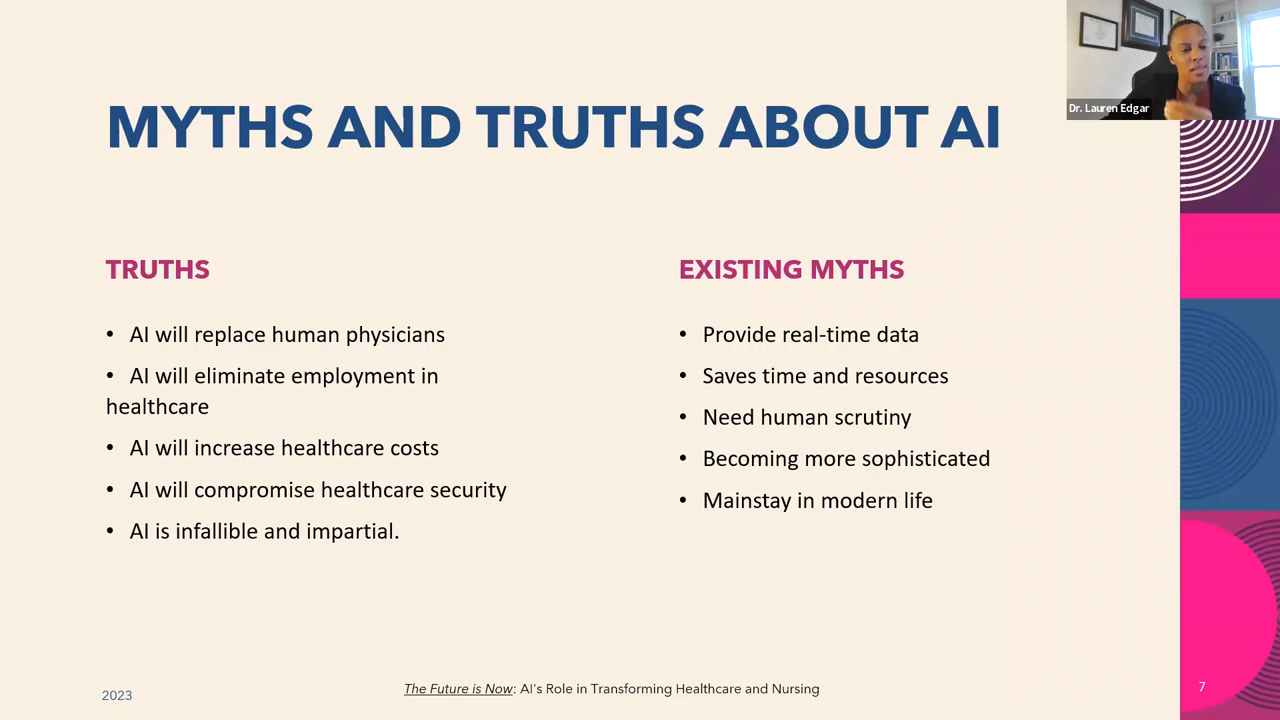 Dr. Lauren Edgar
MYTHS AND TRUTHS ABOUT AI
TRUTHS
• AI will replace human physicians
• AI will eliminate employment in
healthcare
• AI will increase healthcare costs
• AI will compromise healthcare security
• AI is infallible and impartial.
EXISTING MYTHS
• Provide real-time data
• Saves time and resources
• Need human scrutiny
• Becoming more sophisticated
• Mainstay in modern life
2023
The Future is Now: AI's Role in Transforming Healthcare and Nursing
7